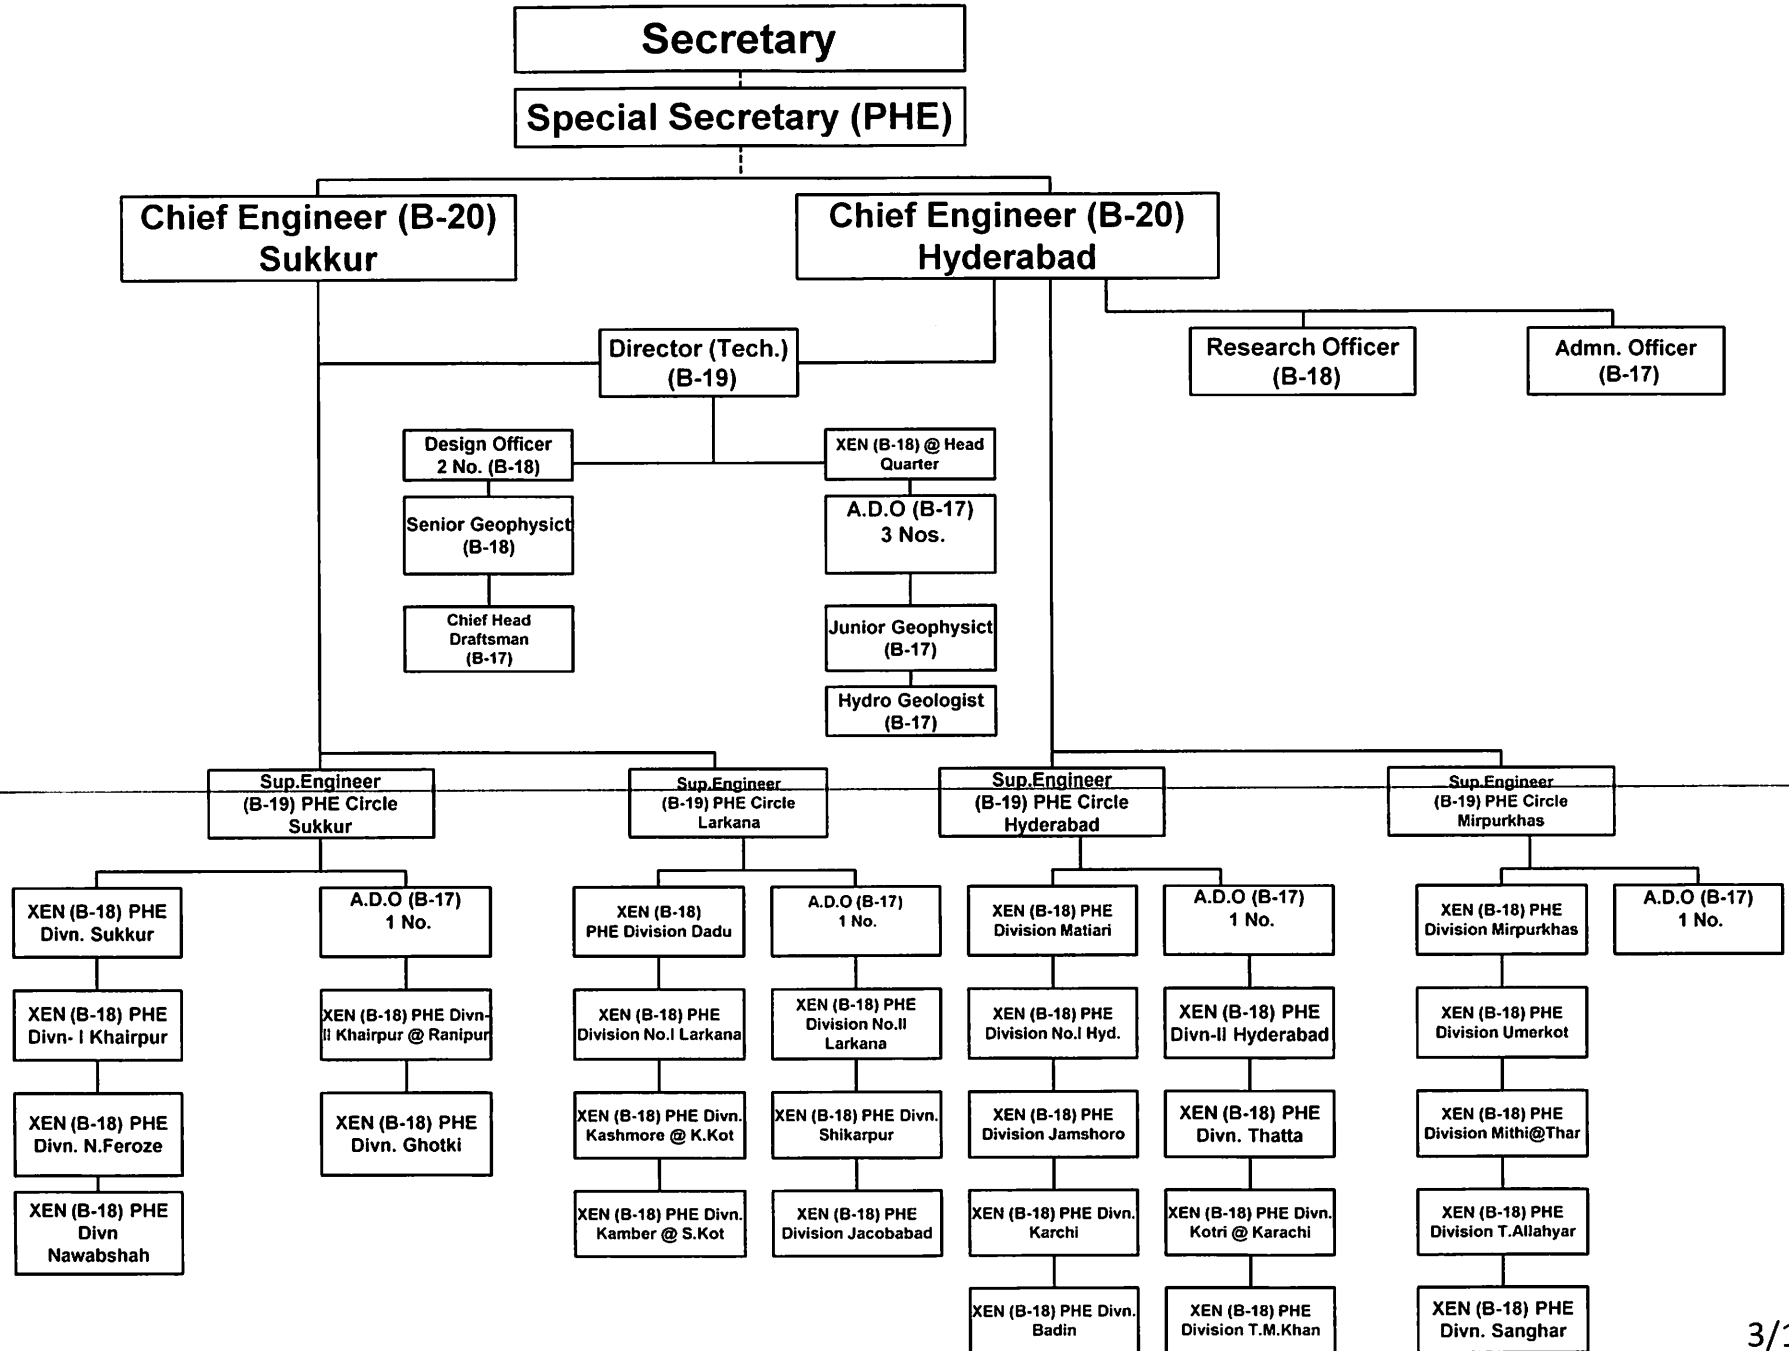 Secretary
Special Secretary (PHE)
Chief Engineer (B-20)
Sukkur
Chief Engineer (B-20)
Hyderabad
Director (Tech.)
(B-19)
Research Officer
(B-18)
Admn. Officer
(B-17)
Design Officer
2 No. (B-18)
XEN (B-18) @ Head
Quarter
Senior Geophysict
(B-18)
A.D.O (B-17)
3 Nos.
Chief Head
Draftsman
(B-17)
Junior Geophysict
(B-17)
Hydro Geologist
(B-17)
Sup.Engineer
(B-19) PHE Circle
Sukkur
Sup.Engineer
(B-19) PHE Circle
Larkana
Sup.Engineer
(B-19) PHE Circle
Hyderabad
Sup.Engineer
(B-19) PHE Circle
Mirpurkhas
XEN (B-18) PHE
Divn. Sukkur
A.D.O (B-17)
1 No.
XEN (B-18)
PHE Division Dadu
A.D.O (B-17)
1 No.
XEN (B-18) PHE
Division Matiari
A.D.O (B-17)
1 No.
XEN (B-18) PHE
Division Mirpurkhas
A.D.O (B-17)
1 No.
XEN (B-18) PHE
Divn- I Khairpur
XEN (B-18) PHE Divn-
II Khairpur @ Ranipur
XEN (B-18) PHE
Division No.I Larkana
XEN (B-18) PHE
Division No.II
Larkana
XEN (B-18) PHE
Division No.I Hyd.
XEN (B-18) PHE
Divn-II Hyderabad
XEN (B-18) PHE
Division Umerkot
XEN (B-18) PHE
Divn. N.Feroze
XEN (B-18) PHE
Divn. Ghotki
XEN (B-18) PHE Divn.
Kashmore @ K.Kot
XEN (B-18) PHE Divn.
Shikarpur
XEN (B-18) PHE
Division Jamshoro
XEN (B-18) PHE
Divn. Thatta
XEN (B-18) PHE
Division Mithi@Thar
XEN (B-18) PHE
Divn
Nawabshah
XEN (B-18) PHE Divn.
Kamber @ S.Kot
XEN (B-18) PHE
Division Jacobabad
XEN (B-18) PHE Divn.
Karchi
XEN (B-18) PHE Divn.
Kotri @ Karachi
XEN (B-18) PHE
Division T.Allahyar
XEN (B-18) PHE Divn.
Badin
XEN (B-18) PHE
Division T.M.Khan
XEN (B-18) PHE
Divn. Sanghar
3/1